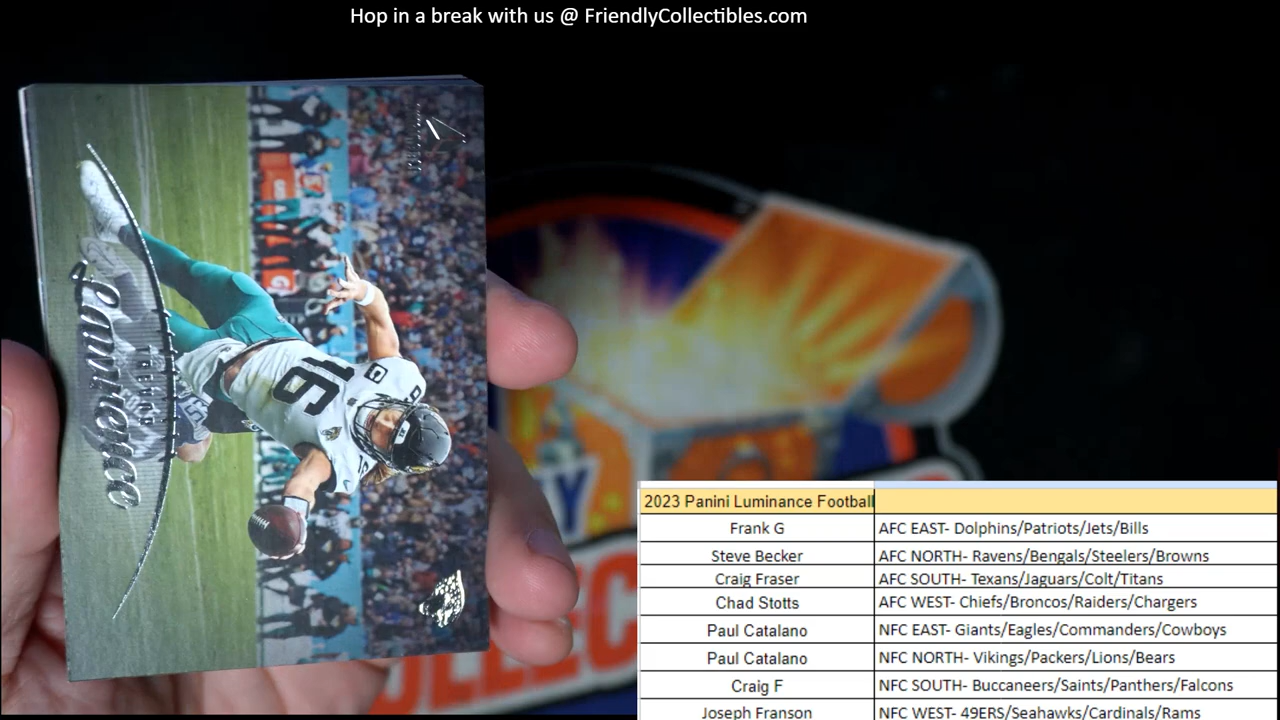 Hop in a break with us @ FriendlyCollectibles.com
Trevor
Lawrence
16
2023 Panini Luminance Football
Frank G AFC EAST- Dolphins/Patriots/Jets/Bills
Steve Becker AFC NORTH- Ravens/Bengals/Steelers/Browns
Craig Fraser AFC SOUTH- Texans/Jaguars/Colt/Titans
Chad Stotts AFC WEST- Chiefs/Broncos/Raiders/Chargers
Paul Catalano NFC EAST- Giants/Eagles/Commanders/Cowboys
Paul Catalano NFC NORTH- Vikings/Packers/Lions/Bears
Craig F NFC SOUTH- Buccaneers/Saints/Panthers/Falcons
Joseph Franson NFC WEST- 49ERS/Seahawks/Cardinals/Rams